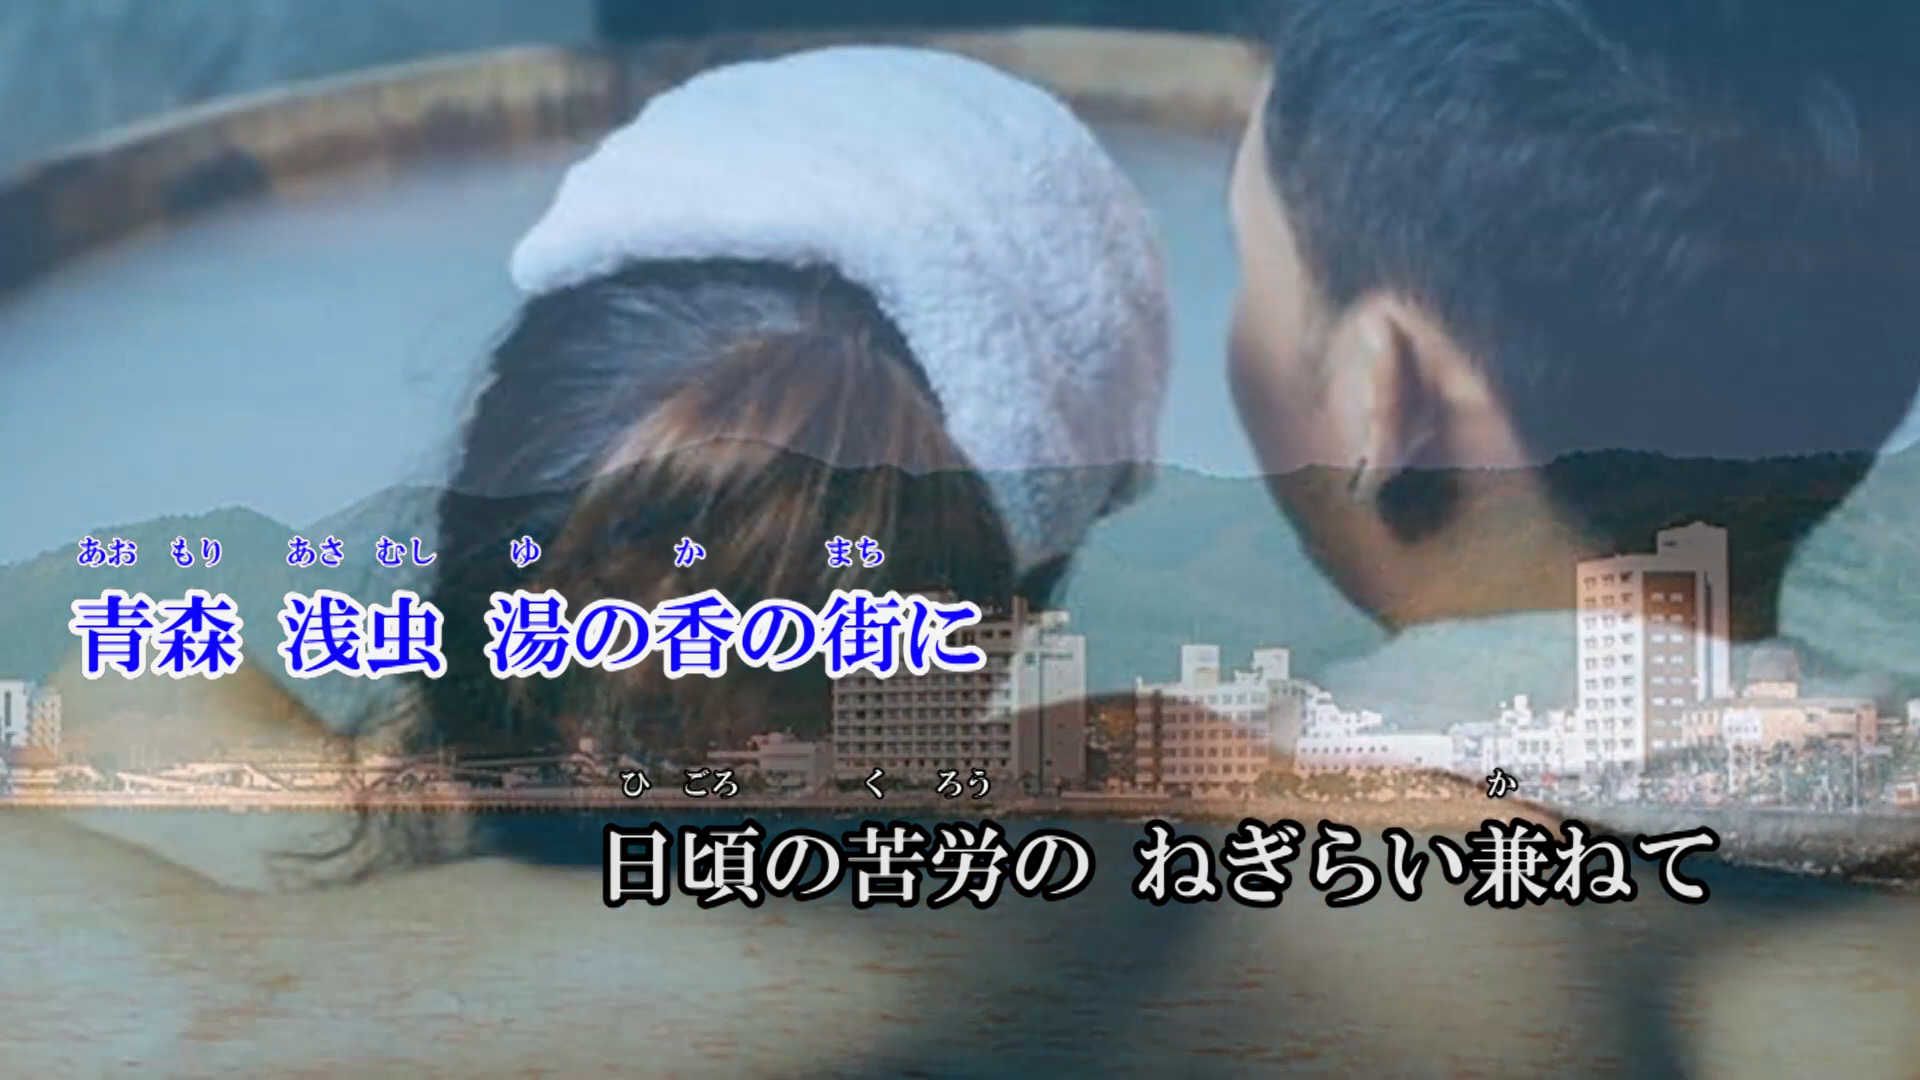 あお もり あさ むし ゆ か まち
青森 浅虫 湯の香の街に
ひ ごろ く ろう か
日頃の苦労の ねぎらい兼ねて